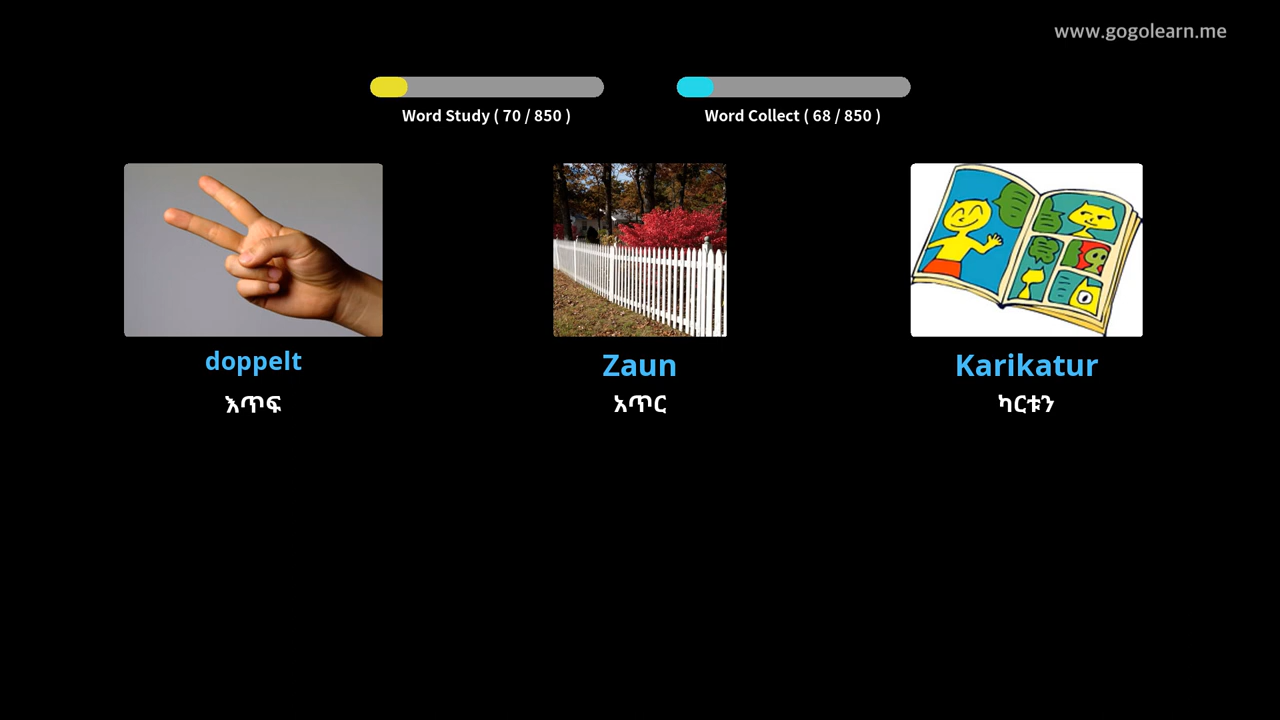 www.gogolearn.me
Word Study ( 70 / 850 )
Word Collect ( 68 / 850 )
doppelt
Zaun
Karikatur
እጥፍ
አጥር
ካርቱን